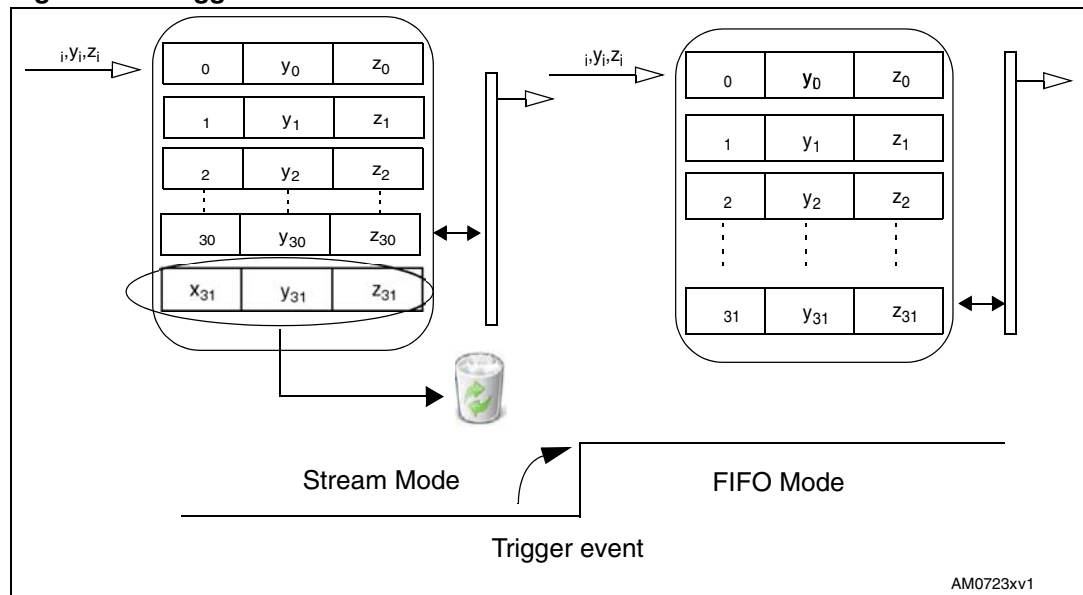 i,yi,zi
0 y0 z0
1 y1 z1
2 y2 z2
30 y30 z30
x31 y31 z31
i,yi,zi
0 y0 z0
1 y1 z1
2 y2 z2
31 y31 z31
Stream Mode
FIFO Mode
Trigger event
AM0723xv1